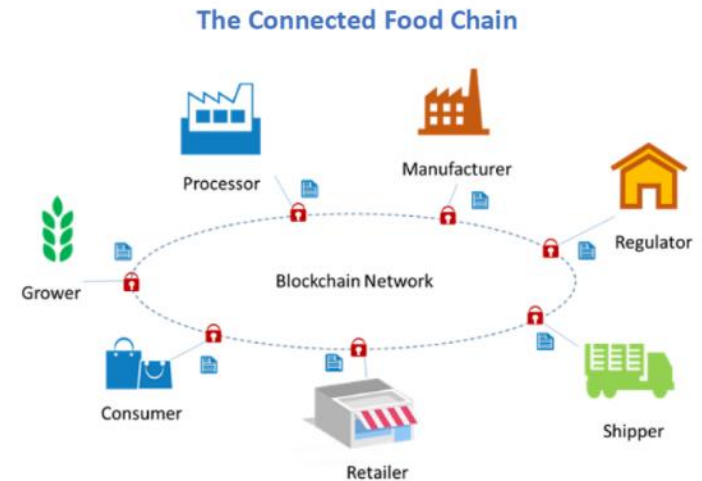 The Connected Food Chain
Processor
Manufacturer
Regulator
Grower
Blockchain Network
Consumer
Shipper
Retailer